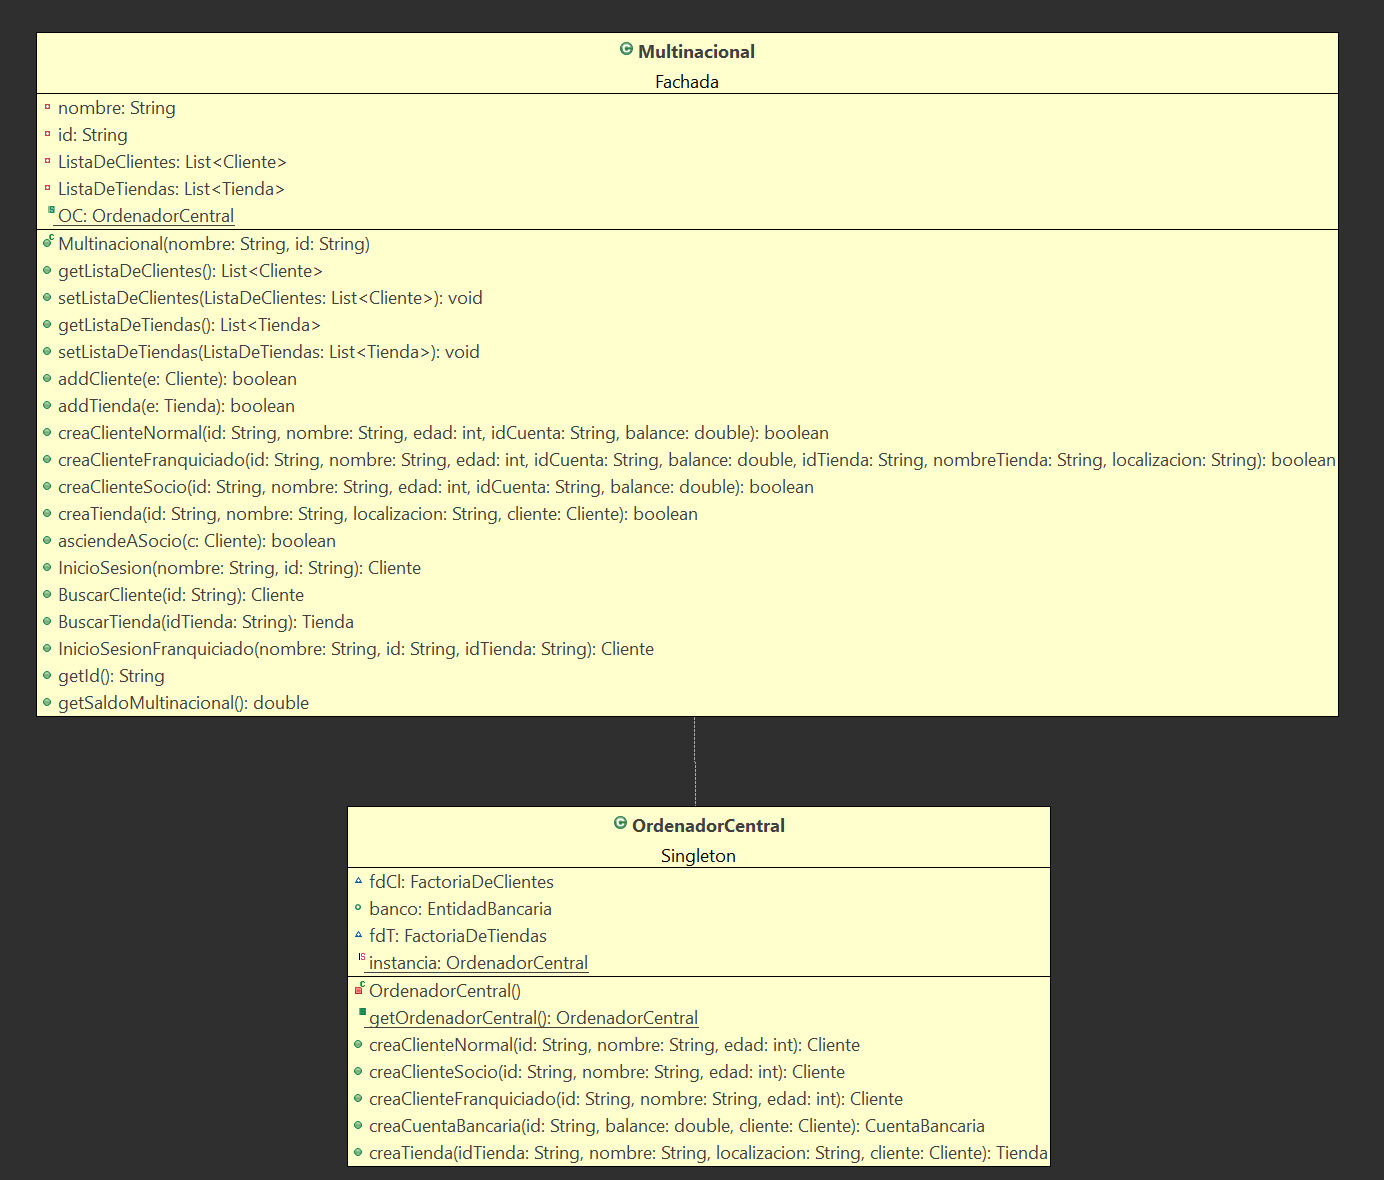 Multinacional
Fachada
nombre: String
id: String
ListaDeClientes: List<Cliente>
ListaDeTiendas: List<Tienda>
OC: OrdenadorCentral
Multinacional(nombre: String, id: String)
getListaDeClientes(): List<Cliente>
setListaDeClientes(ListaDeClientes: List<Cliente>): void
getListaDeTiendas(): List<Tienda>
setListaDeTiendas(ListaDeTiendas: List<Tienda>): void
addCliente(e: Cliente): boolean
addTienda(e: Tienda): boolean
creaClienteNormal(id: String, nombre: String, edad: int, idCuenta: String, balance: double): boolean
creaClienteFranquiciado(id: String, nombre: String, edad: int, idCuenta: String, balance: double, idTienda: String, nombreTienda: String, localizacion: String): boolean
creaClienteSocio(id: String, nombre: String, edad: int, idCuenta: String, balance: double): boolean
creaTienda(id: String, nombre: String, localizacion: String, cliente: Cliente): boolean
asciendeASocio(c: Cliente): boolean
InicioSesion(nombre: String, id: String): Cliente
BuscarCliente(id: String): Cliente
BuscarTienda(idTienda: String): Tienda
InicioSesionFranquiciado(nombre: String, id: String, idTienda: String): Cliente
getId(): String
getSaldoMultinacional(): double
OrdenadorCentral
Singleton
fdCl: FactoriaDeClientes
banco: EntidadBancaria
fdT: FactoriaDeTiendas
instancia: OrdenadorCentral
OrdenadorCentral()
getOrdenadorCentral(): OrdenadorCentral
creaClienteNormal(id: String, nombre: String, edad: int): Cliente
creaClienteSocio(id: String, nombre: String, edad: int): Cliente
creaClienteFranquiciado(id: String, nombre: String, edad: int): Cliente
creaCuentaBancaria(id: String, balance: double, cliente: Cliente): CuentaBancaria
creaTienda(idTienda: String, nombre: String, localizacion: String, cliente: Cliente): Tienda